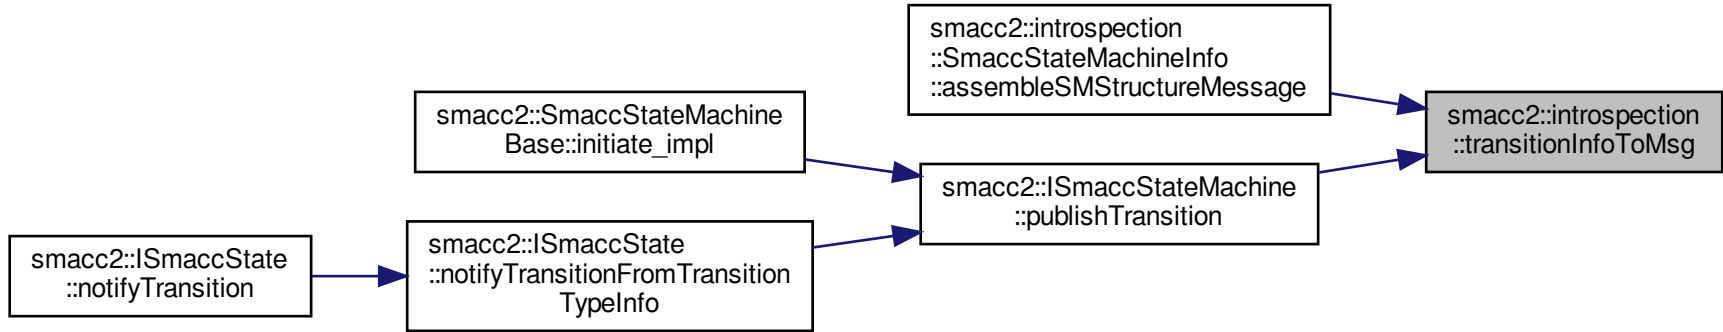 smacc2::introspection
::SmaccStateMachineInfo
::assembleSMStructureMessage
smacc2::introspection
::transitionInfoToMsg
smacc2::SmaccStateMachine
Base::initiate_impl
smacc2::ISmaccStateMachine
::publishTransition
smacc2::ISmaccState
::notifyTransitionFromTransition
TypeInfo
smacc2::ISmaccState
::notifyTransition